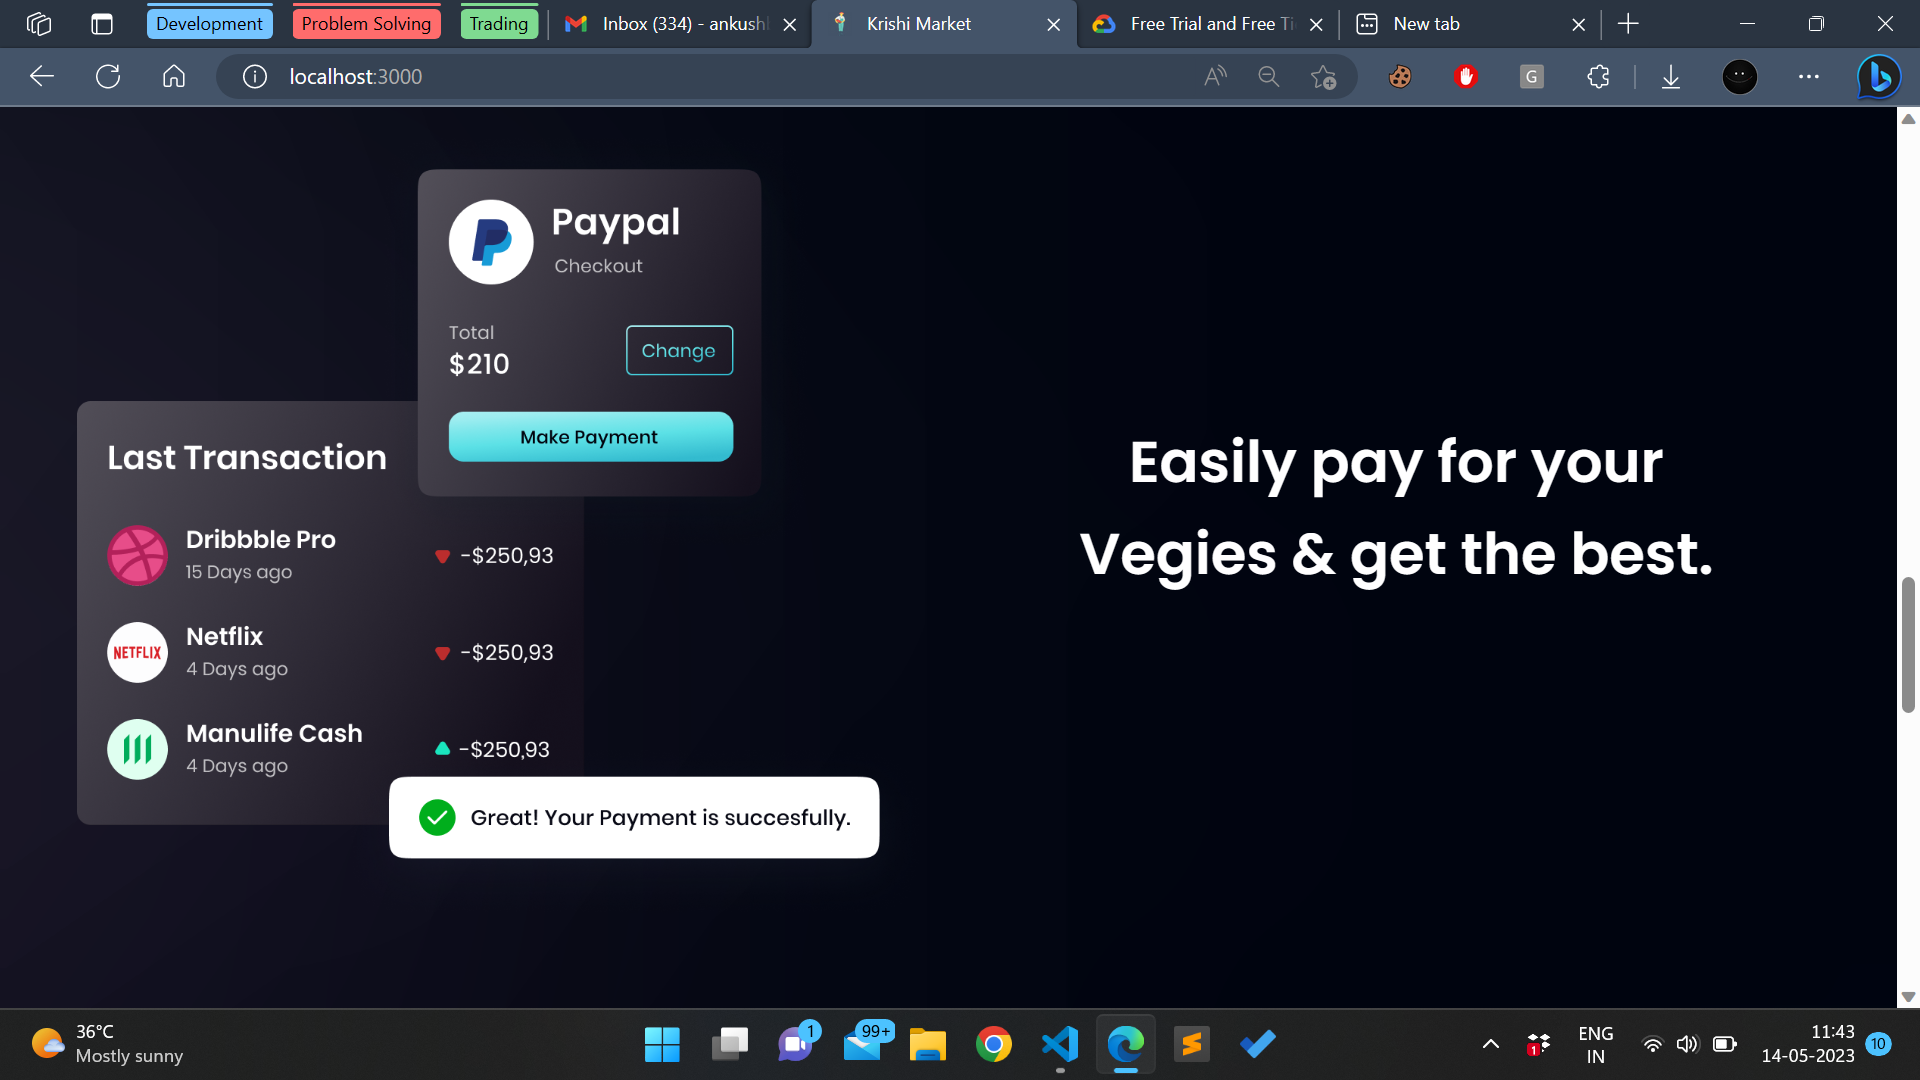 Development
Problem Solving
Trading
Inbox (334) - ankush
Krishi Market
Free Trial and Free Ti
New tab
localhost:3000
G
Paypal
Checkout
Total
$210
Change
Make Payment
Last Transaction
Dribbble Pro
15 Days ago
-$250,93
NETFLIX
Netflix
4 Days ago
-$250,93
Manulife Cash
4 Days ago
-$250,93
Great! Your Payment is succesfully.
Easily pay for your
Vegies & get the best.
36°C
Mostly sunny
1
99+
1
ENG
IN
11:43
14-05-2023
10